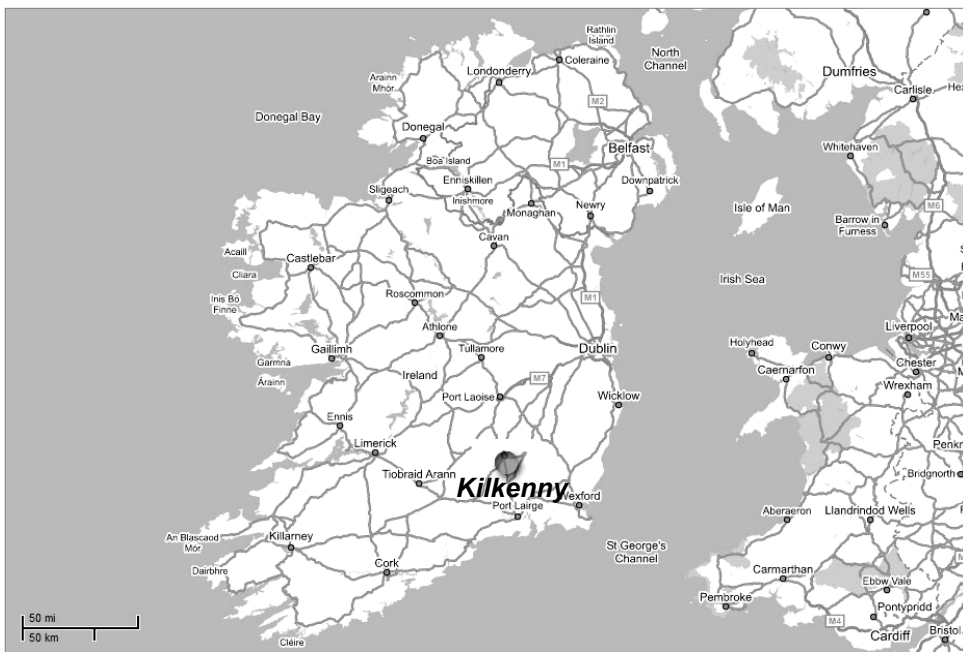 Rathlin
Island
North
Channel
Coleraine
Londonderry
Dumfries
Carlisle
Arainn
Mhór
M2
Donegal Bay
Donegal
Belfast
Whitehaven
Boa Island
M1
Enniskillen
Downpatrick
Sligeach
Inishmore
Monaghan
Newry
Isle of Man
M6
Barrow in
Furness
Cavan
Acaill
Castlebar
Cliara
Irish Sea
M55
Inis Bó
Finne
Roscommon
M1
Athlone
Liverpool
Gaillimh
Tullamore
Dublin
Holyhead
Conwy
Garmna
Chester
Árainn
Ireland
Caernarfon
Wrexham
M7
Port Laoise
Wicklow
Ennis
Limerick
Tiobraid Arann
Kilkenny
Wexford
Port Lairge
Bridgnorth
Aberaeron
Llandrindod Wells
An Blascaod
Mór
Killarney
St George's
Channel
Dairbhre
Cork
Carmarthan
Ebbw Vale
Pembroke
Pontypridd
M4
Cardiff
Bristol
Cléire
50 mi
50 km